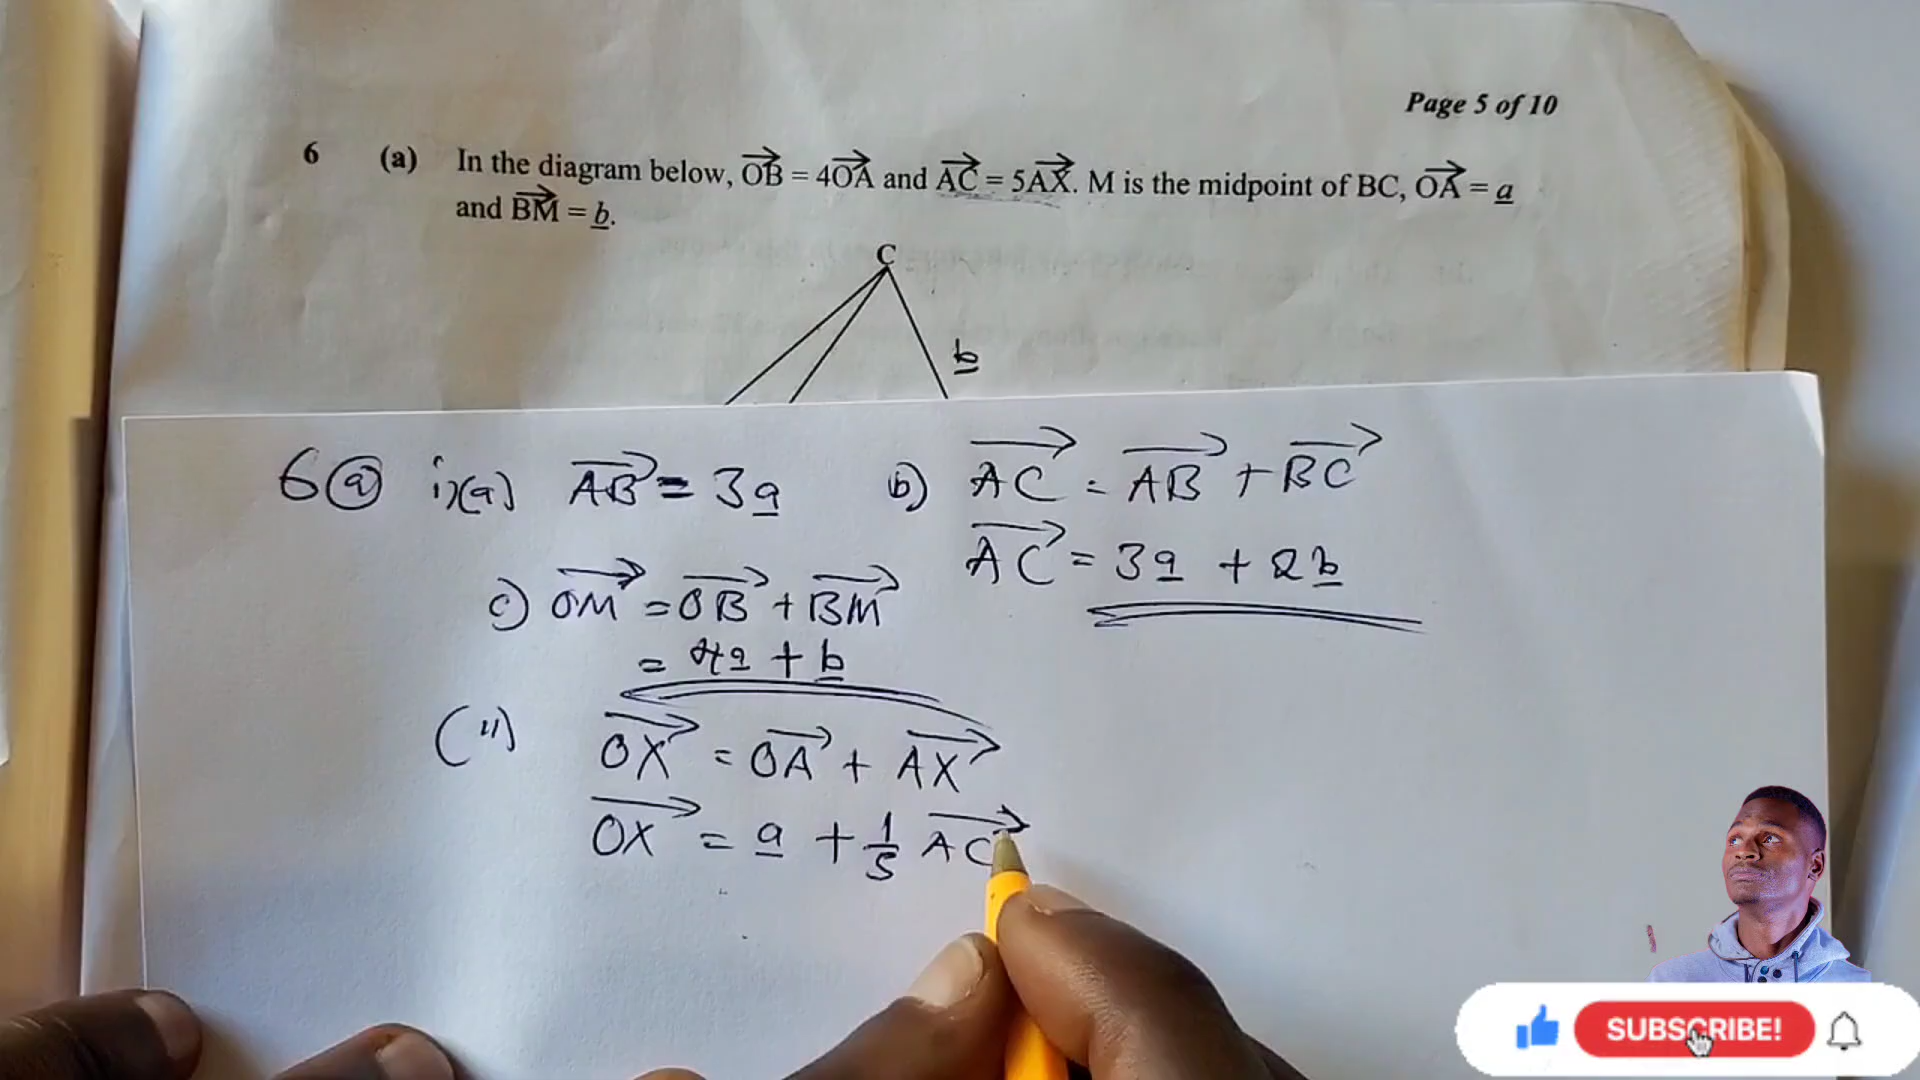 Page 5 of 10
6 (a) In the diagram below, OB = 4OA and AC = 5AX. M is the midpoint of BC, OA = a
and BM = b.
C
b
6 (a) i)(a) AB = 3a b) AC = AB + BC
AC = 3a + 2b
c) OM = OB + BM
= 4a + b
(ii) OX = OA + AX
OX = a + 1/5 AC
SUBSCRIBE!